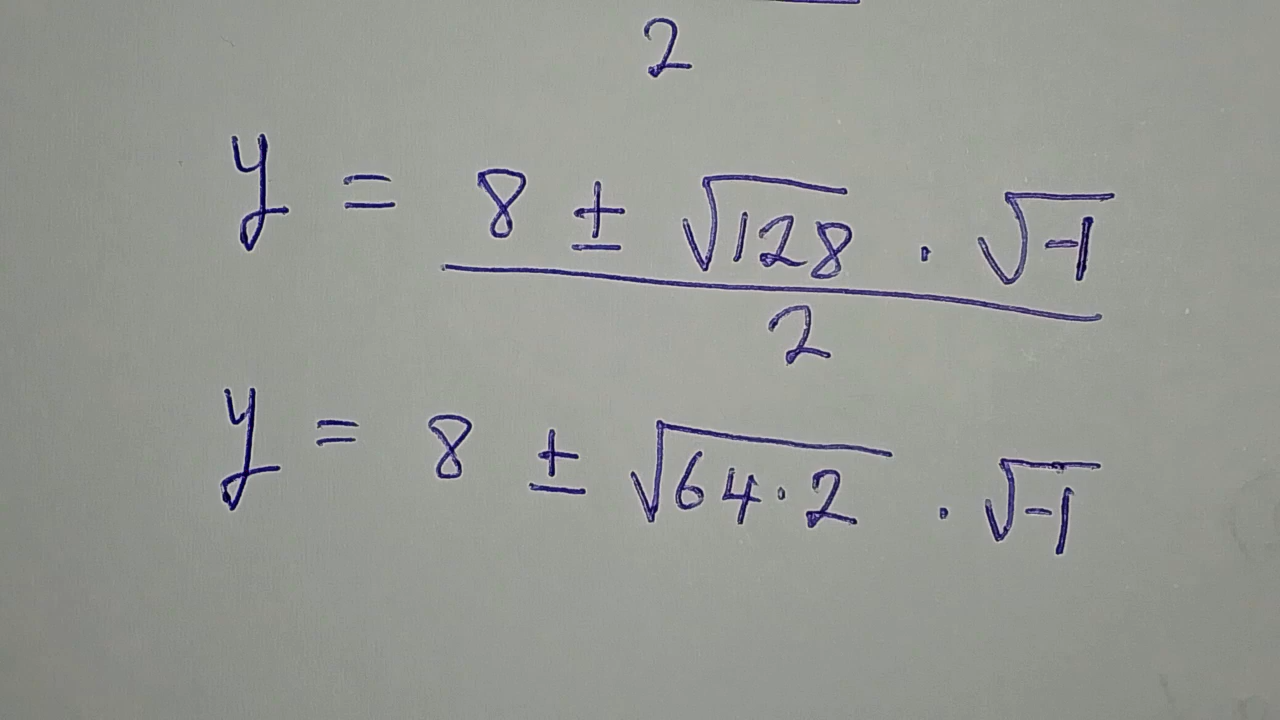 2
y = 8 ± √128 · √-1
2
y = 8 ± √64·2 · √-1